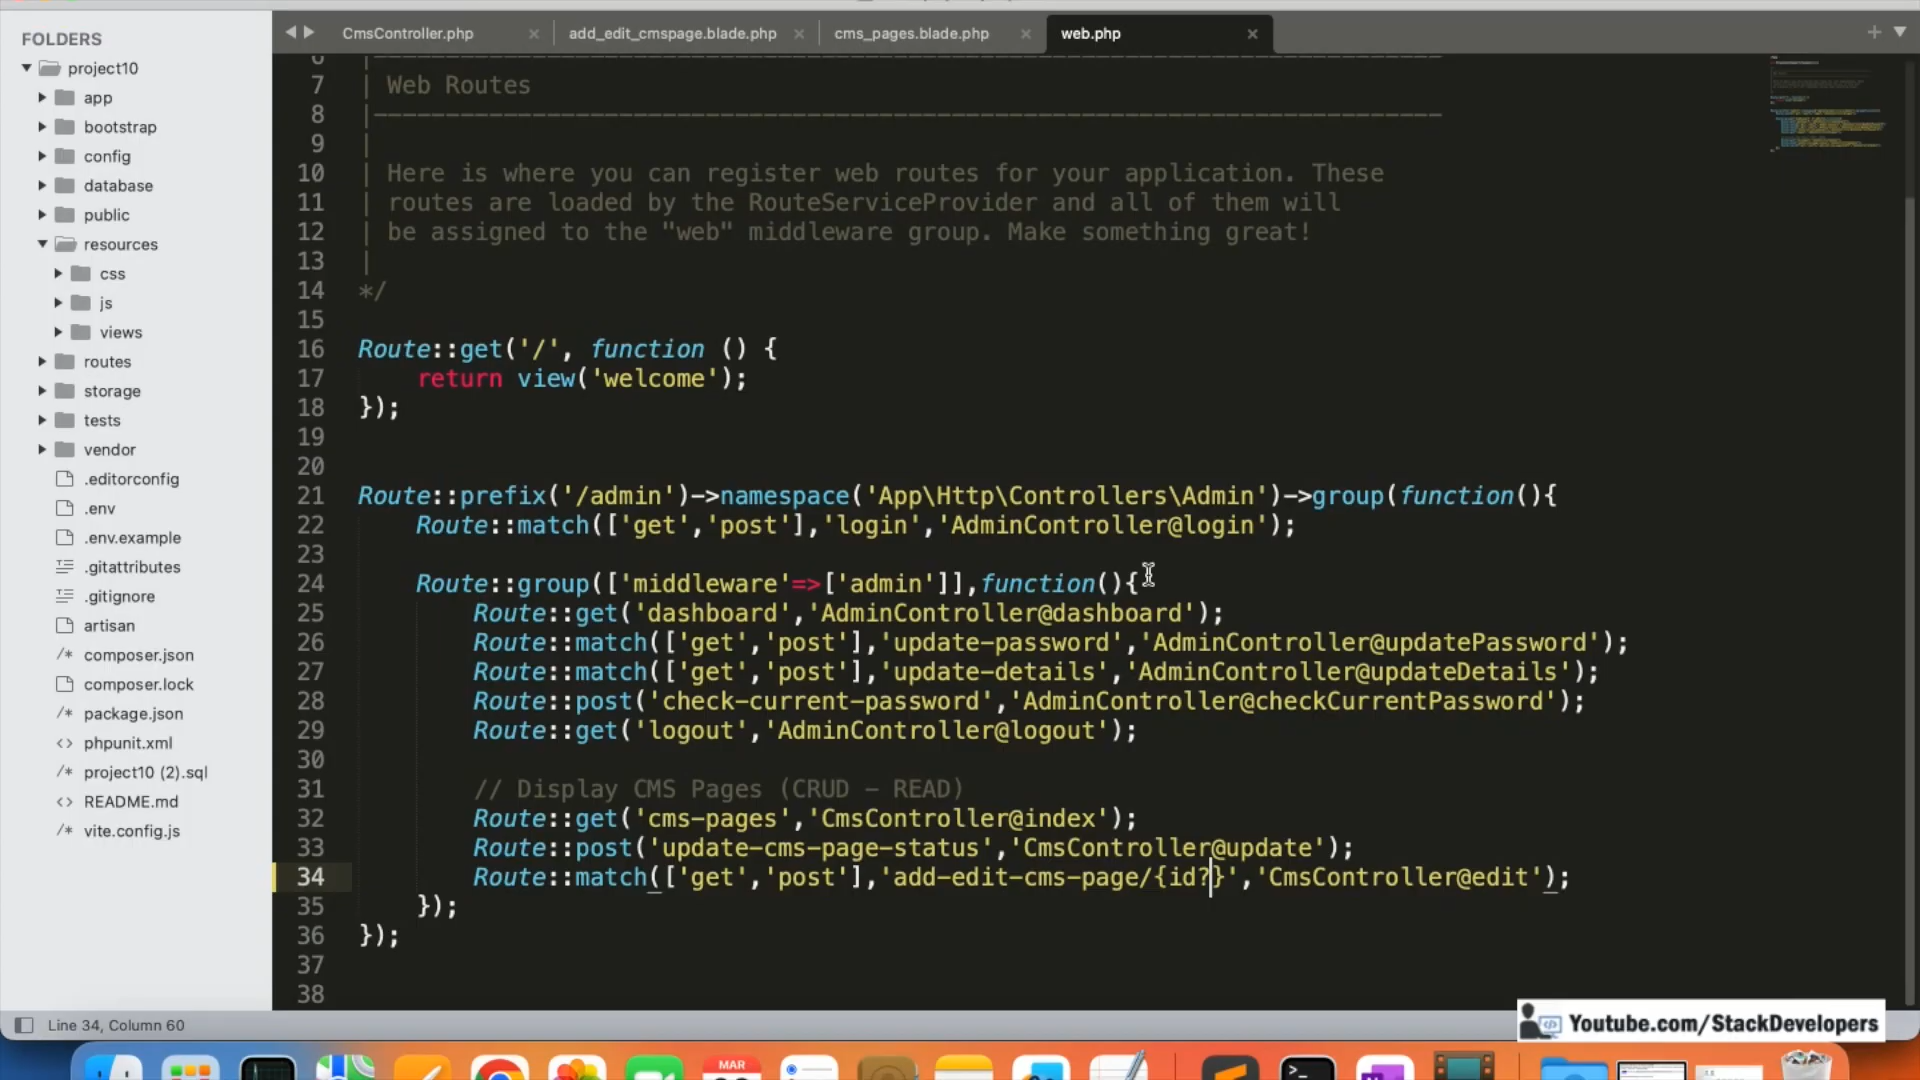 CmsController.php
add_edit_cmspage.blade.php
cms_pages.blade.php
web.php
FOLDERS
project10
app
bootstrap
config
database
public
resources
css
js
views
routes
storage
tests
vendor
.editorconfig
.env
.env.example
.gitattributes
.gitignore
artisan
composer.json
composer.lock
package.json
phpunit.xml
project10 (2).sql
README.md
vite.config.js
6 |--------------------------------------------------------------------------
7 | Web Routes
8 |--------------------------------------------------------------------------
9 |
10 | Here is where you can register web routes for your application. These
11 | routes are loaded by the RouteServiceProvider and all of them will
12 | be assigned to the "web" middleware group. Make something great!
13 |
14 */
15
16 Route::get('/', function () {
17 return view('welcome');
18 });
19
20
21 Route::prefix('/admin')->namespace('App\Http\Controllers\Admin')->group(function(){
22 Route::match(['get','post'],'login','AdminController@login');
23
24 Route::group(['middleware'=>['admin']],function(){
25 Route::get('dashboard','AdminController@dashboard');
26 Route::match(['get','post'],'update-password','AdminController@updatePassword');
27 Route::match(['get','post'],'update-details','AdminController@updateDetails');
28 Route::post('check-current-password','AdminController@checkCurrentPassword');
29 Route::get('logout','AdminController@logout');
30
31 // Display CMS Pages (CRUD - READ)
32 Route::get('cms-pages','CmsController@index');
33 Route::post('update-cms-page-status','CmsController@update');
34 Route::match(['get','post'],'add-edit-cms-page/{id?}','CmsController@edit');
35 });
36 });
37
38
Line 34, Column 60
Youtube.com/StackDevelopers
MAR